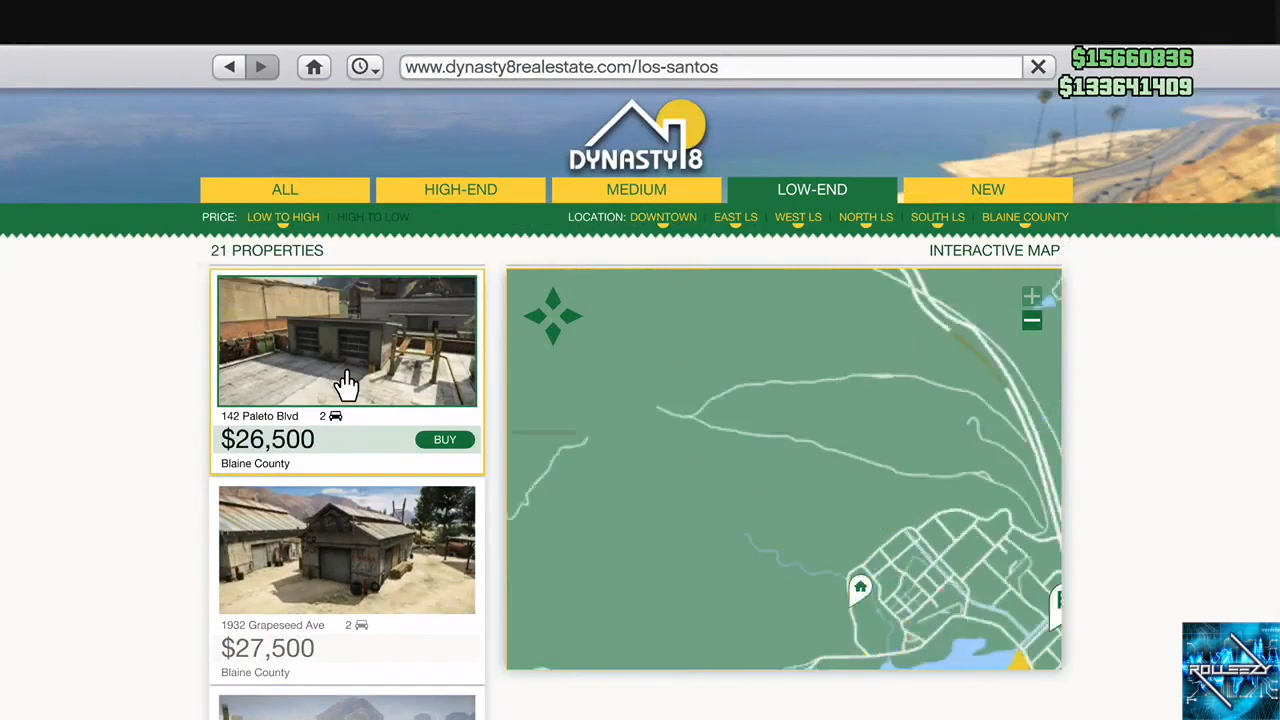 www.dynasty8realestate.com/los-santos
$15660836
$133641409
DYNASTY8
ALL
HIGH-END
MEDIUM
LOW-END
NEW
PRICE: LOW TO HIGH | HIGH TO LOW
LOCATION: DOWNTOWN | EAST LS | WEST LS | NORTH LS | SOUTH LS | BLAINE COUNTY
21 PROPERTIES
INTERACTIVE MAP
142 Paleto Blvd 2
$26,500
BUY
Blaine County
1932 Grapeseed Ave 2
$27,500
Blaine County
ROLLEEZY